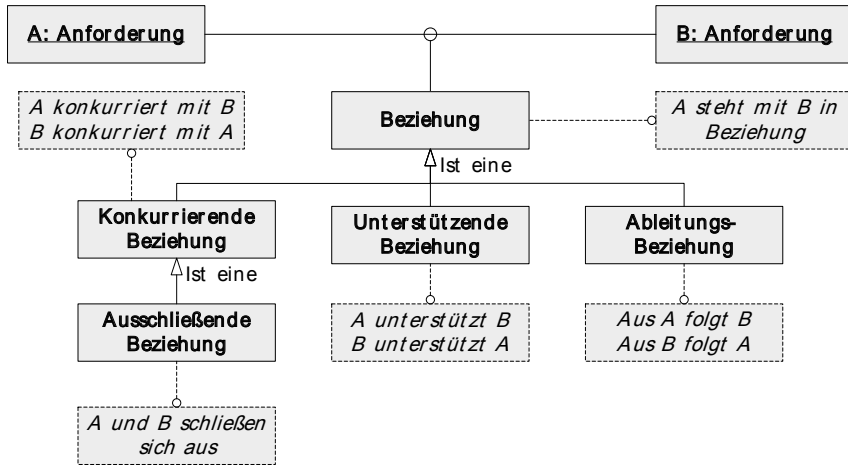 A: Anforderung
B: Anforderung
A konkurriert mit B
B konkurriert mit A
Beziehung
A steht mit B in
Beziehung
Ist eine
Konkurrierende
Beziehung
Unterstützende
Beziehung
Ableitungs-
Beziehung
Ist eine
Ausschließende
Beziehung
A unterstützt B
B unterstützt A
Aus A folgt B
Aus B folgt A
A und B schließen
sich aus